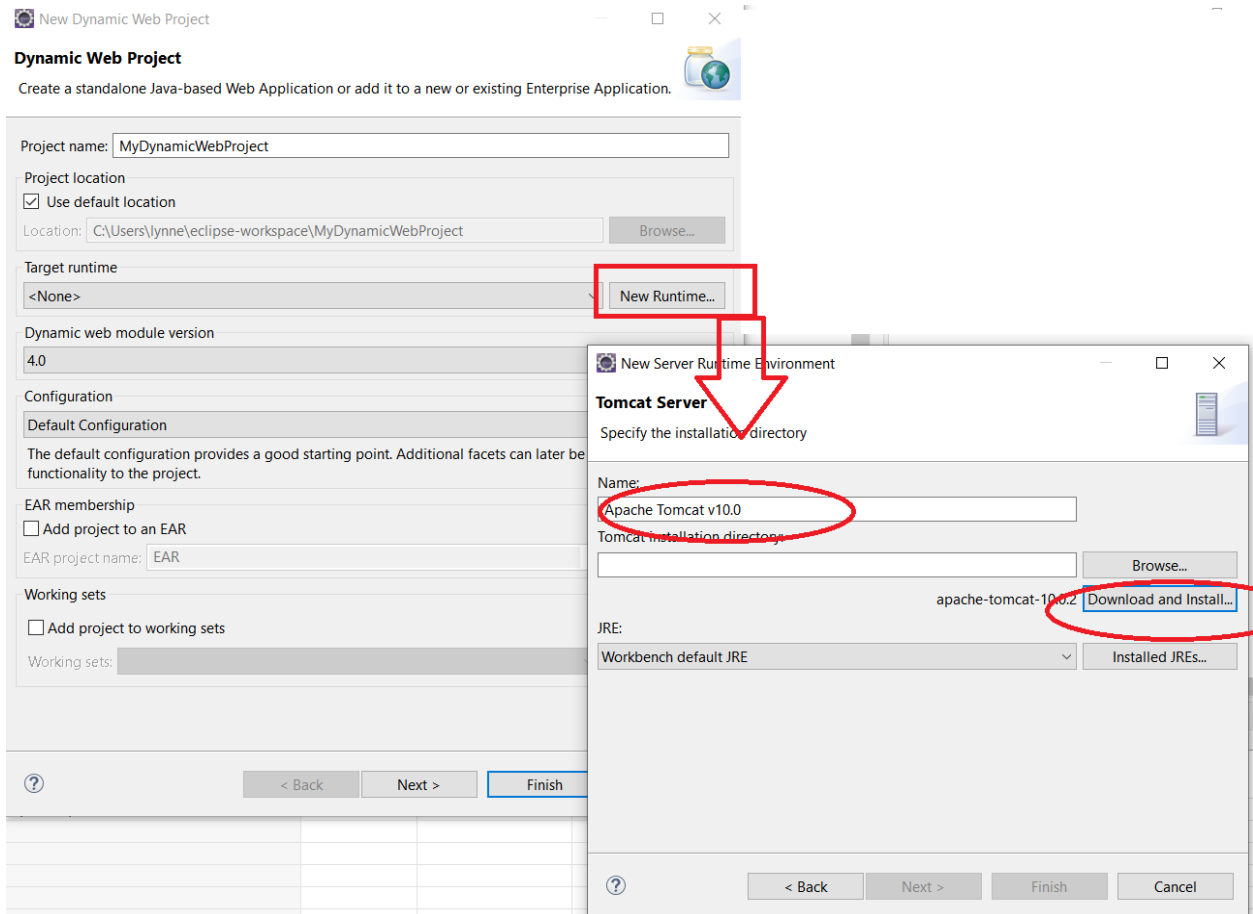 New Dynamic Web Project
Dynamic Web Project
Create a standalone Java-based Web Application or add it to a new or existing Enterprise Application.
Project name: MyDynamicWebProject
Project location
Use default location
Location: C:\Users\lynne\eclipse-workspace\MyDynamicWebProject Browse...
Target runtime
<None> New Runtime...
Dynamic web module version
4.0
Configuration
Default Configuration
The default configuration provides a good starting point. Additional facets can later be
functionality to the project.
EAR membership
Add project to an EAR
EAR project name: EAR
Working sets
Add project to working sets
Working sets:
< Back Next > Finish
New Server Runtime Environment
Tomcat Server
Specify the installation directory
Name:
Apache Tomcat v10.0
Tomcat installation directory:
Browse...
apache-tomcat-10.0.2 Download and Install...
JRE:
Workbench default JRE Installed JREs...
< Back Next > Finish Cancel